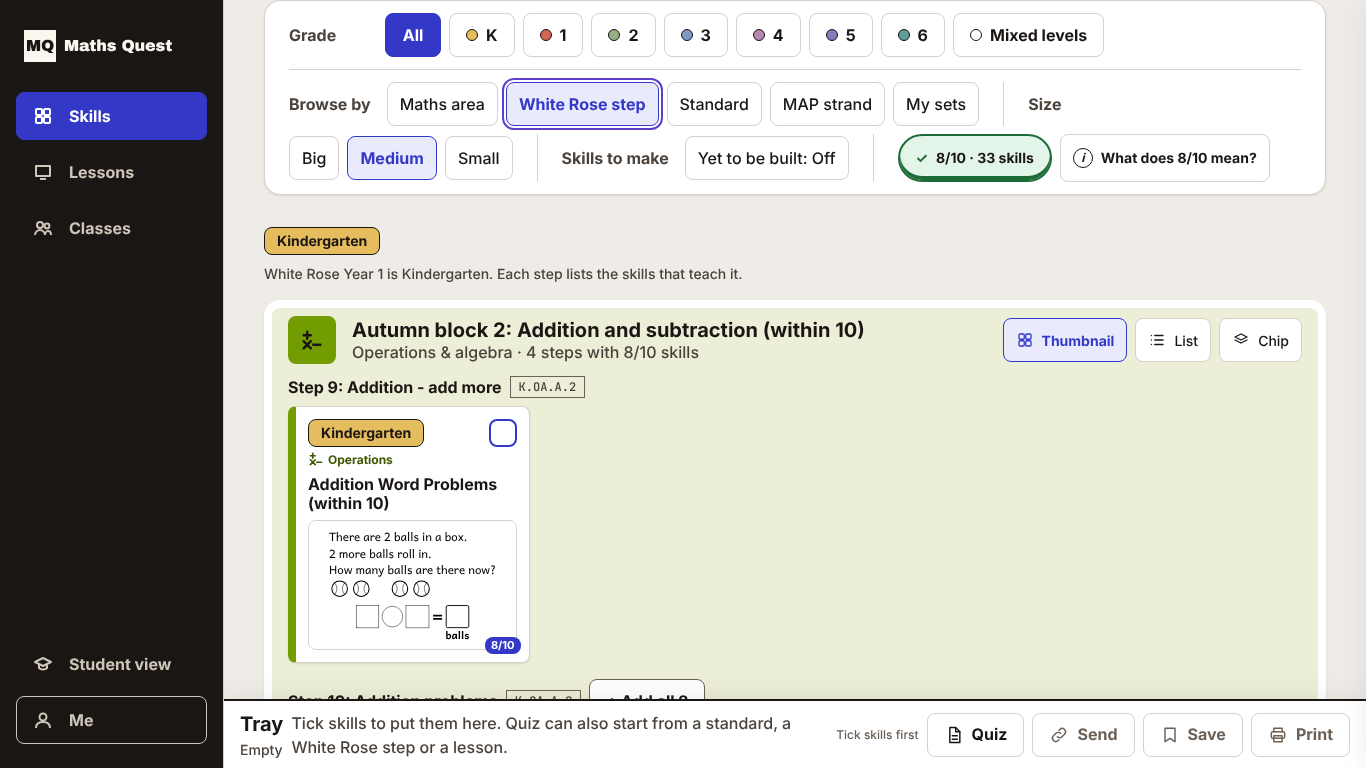 MQ Maths Quest
Skills
Lessons
Classes
Student view
Me
Grade
All
K
1
2
3
4
5
6
Mixed levels
Browse by
Maths area
White Rose step
Standard
MAP strand
My sets
Size
Big
Medium
Small
Skills to make
Yet to be built: Off
8/10 · 33 skills
What does 8/10 mean?
Kindergarten
White Rose Year 1 is Kindergarten. Each step lists the skills that teach it.
Autumn block 2: Addition and subtraction (within 10)
Operations & algebra · 4 steps with 8/10 skills
Thumbnail
List
Chip
Step 9: Addition - add more
K.OA.A.2
Kindergarten
Operations
Addition Word Problems
(within 10)
There are 2 balls in a box.
2 more balls roll in.
How many balls are there now?
=
balls
8/10
Step 10: Addition problems
K.OA.A.2
Tray
Empty
Tick skills to put them here. Quiz can also start from a standard, a
White Rose step or a lesson.
Tick skills first
Quiz
Send
Save
Print